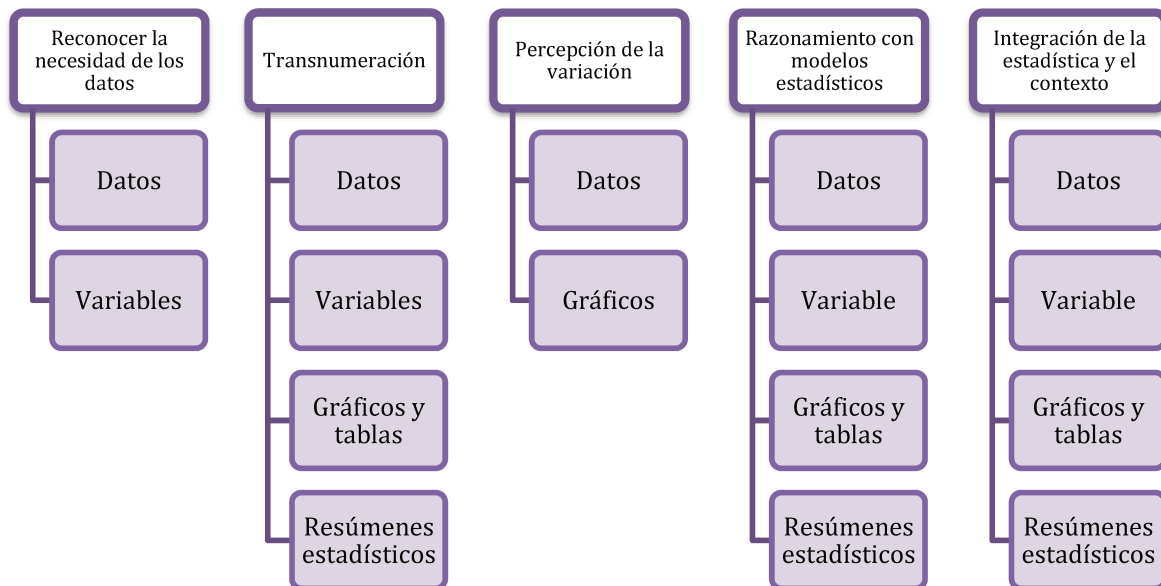 Reconocer la
necesidad de los
datos
Datos
Variables
Transnumeración
Datos
Variables
Gráficos y
tablas
Resúmenes
estadísticos
Percepción de la
variación
Datos
Gráficos
Razonamiento con
modelos
estadísticos
Datos
Variable
Gráficos y
tablas
Resúmenes
estadísticos
Integración de la
estadística y el
contexto
Datos
Variable
Gráficos y
tablas
Resúmenes
estadísticos